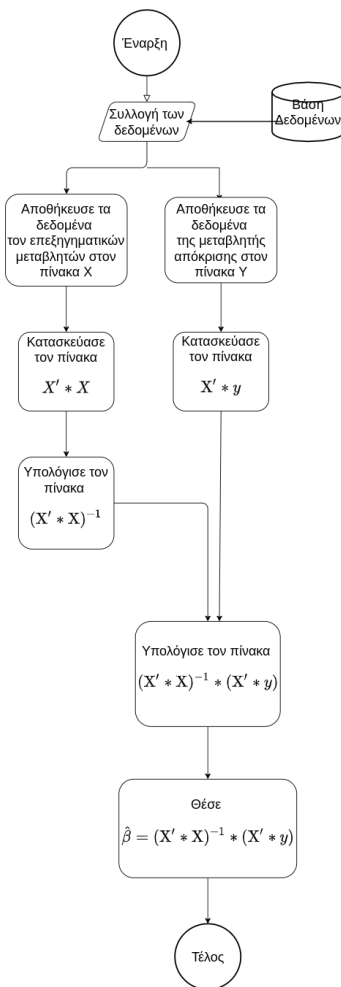 Έναρξη
Συλλογή των
δεδομένων
Βάση
Δεδομένων
Αποθήκευσε τα
δεδομένα
τον επεξηγηματικών
μεταβλητών στον
πίνακα Χ
Αποθήκευσε τα
δεδομένα
της μεταβλητής
απόκρισης στον
πίνακα Υ
Κατασκεύασε
τον πίνακα
X′ ∗ X
Κατασκεύασε
τον πίνακα
X′ ∗ y
Υπολόγισε τον
πίνακα
(X′ ∗ X)⁻¹
Υπολόγισε τον πίνακα
(X′ ∗ X)⁻¹ ∗ (X′ ∗ y)
Θέσε
β̂ = (X′ ∗ X)⁻¹ ∗ (X′ ∗ y)
Τέλος